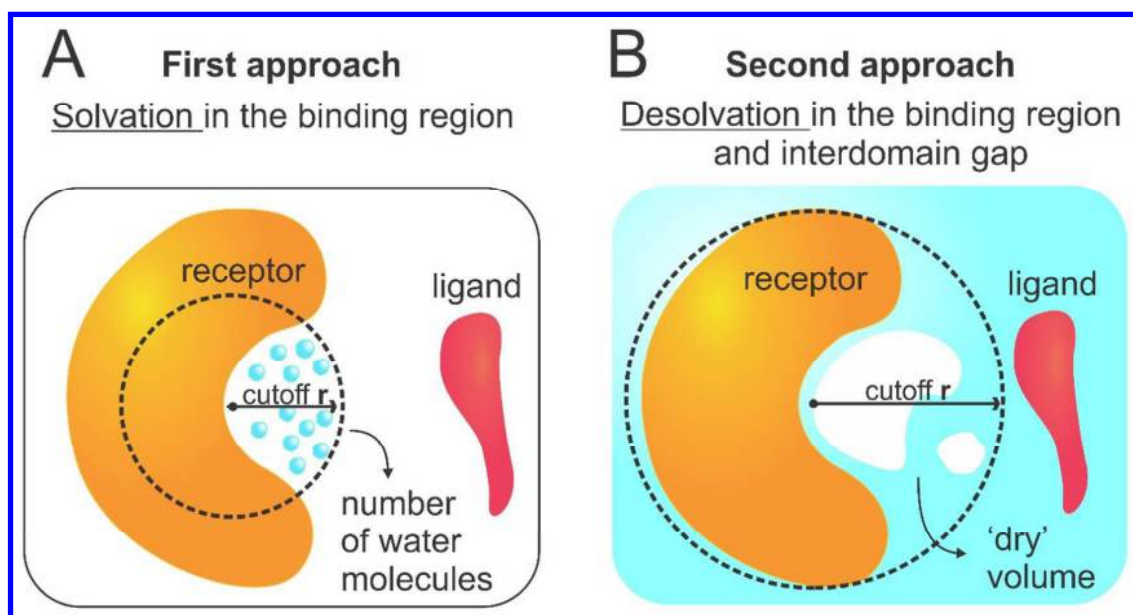 A
First approach
Solvation in the binding region
receptor
ligand
cutoff r
number
of water
molecules
B
Second approach
Desolvation in the binding region
and interdomain gap
receptor
ligand
cutoff r
‘dry’
volume